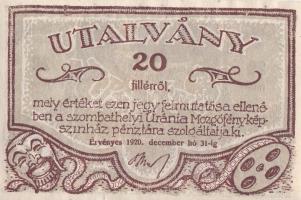 UTALVÁNY
20
fillérről,
mely értéket ezen jegy felmutatása ellené-
ben a szombathelyi Uránia Mozgófénykép-
szinház pénztára szolgáltatja ki.
Érvényes 1920. december hó 31-ig